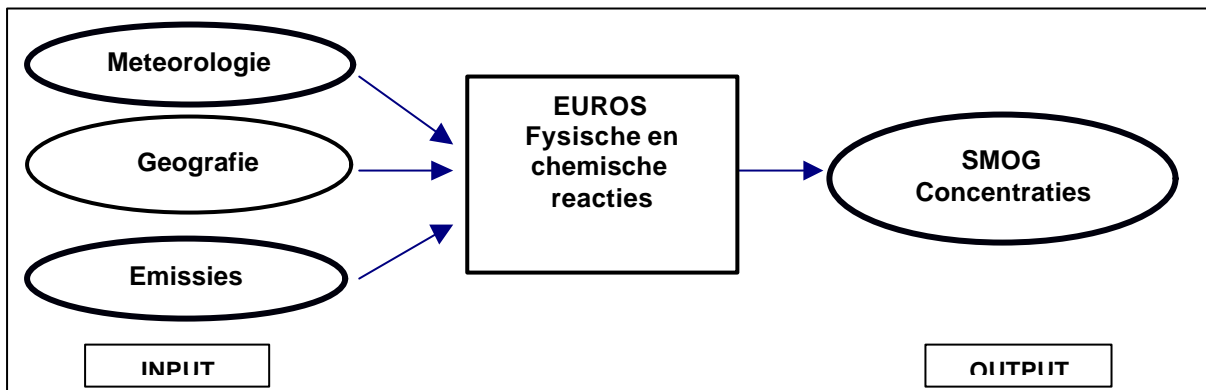 Meteorologie
Geografie
Emissies
INPUT
EUROS
Fysische en
chemische
reacties
SMOG
Concentraties
OUTPUT